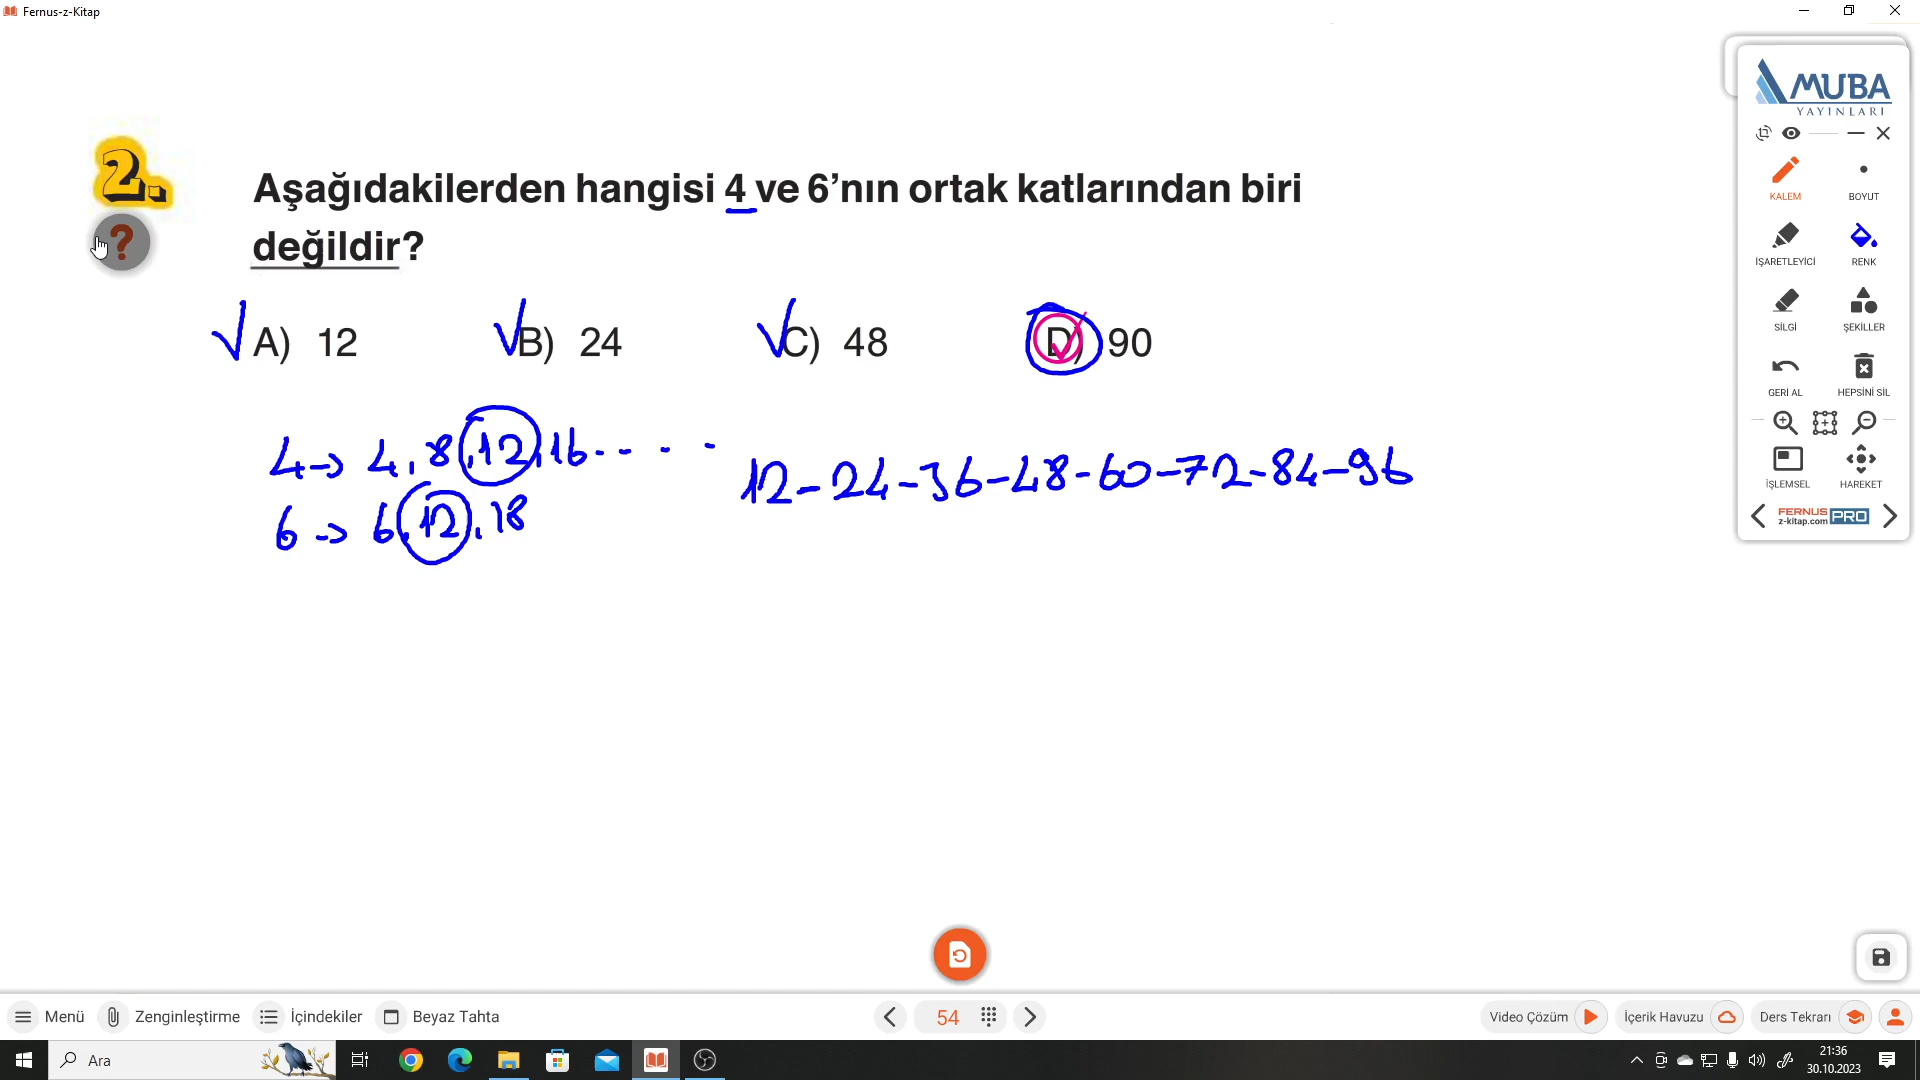 Fernus-z-Kitap
MUBA
YAYINLARI
2.
Aşağıdakilerden hangisi 4 ve 6'nın ortak katlarından biri
değildir?
?
√ A) 12 √ B) 24 √ C) 48 D) 90
4→ 4, 8, 12, 16- - - -
6→ 6, 12, 18
12-24-36-48-60-72-84-96
KALEM BOYUT
İŞARETLEYİCİ RENK
SİLGİ ŞEKİLLER
GERİ AL HEPSİNİ SİL
İŞLEMSEL HAREKET
FERNUS
z-kitap.com PRO
Menü Zenginleştirme İçindekiler Beyaz Tahta 54 Video Çözüm İçerik Havuzu Ders Tekrarı
Ara
21:36
30.10.2023